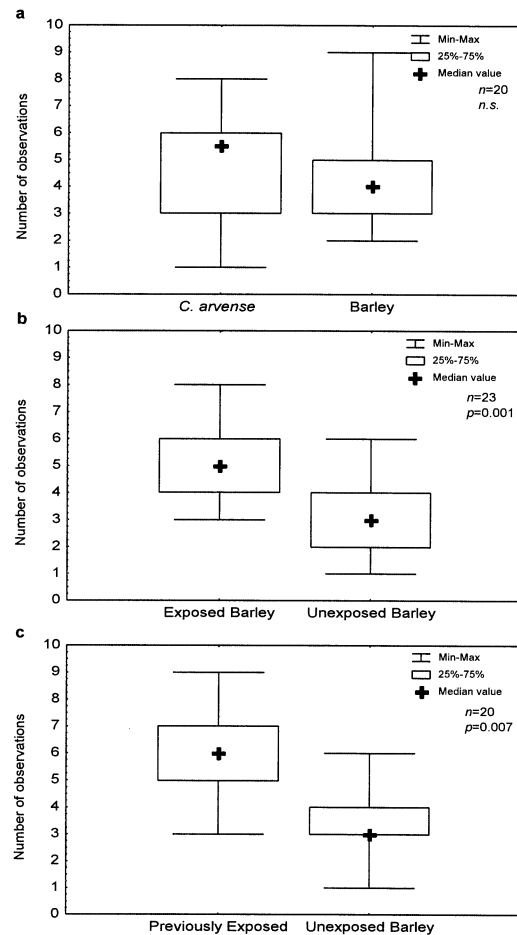 a
Number of observations
10
9
8
7
6
5
4
3
2
1
0
Min-Max
25%-75%
Median value
n=20
n.s.
C. arvense
Barley
b
Number of observations
10
9
8
7
6
5
4
3
2
1
0
Min-Max
25%-75%
Median value
n=23
p=0.001
Exposed Barley
Unexposed Barley
c
Number of observations
10
9
8
7
6
5
4
3
2
1
0
Min-Max
25%-75%
Median value
n=20
p=0.007
Previously Exposed
Unexposed Barley